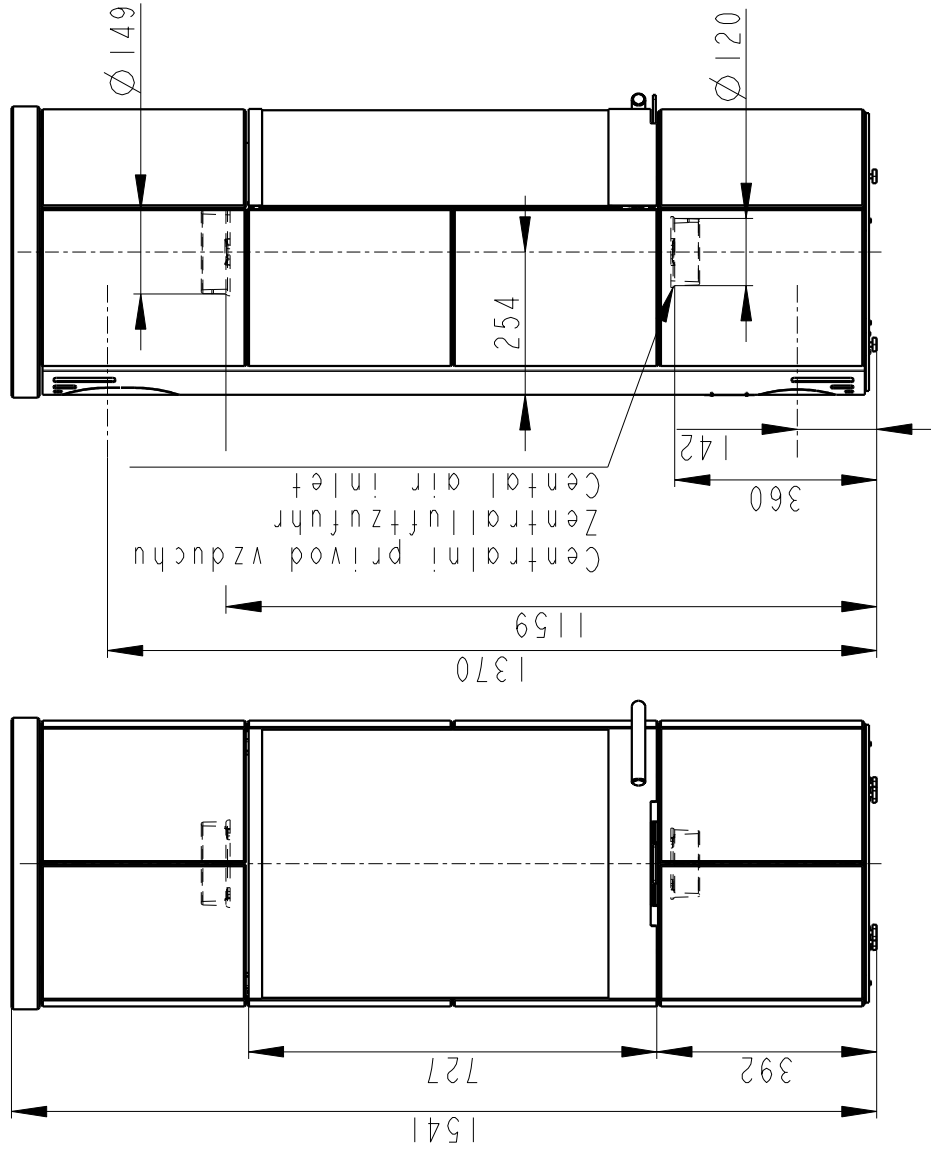 1541
392
727
1370
1159
Centralni privod vzduchu
Zentralluftzufuhr
Cental air inlet
360
142
254
Ø120
Ø149